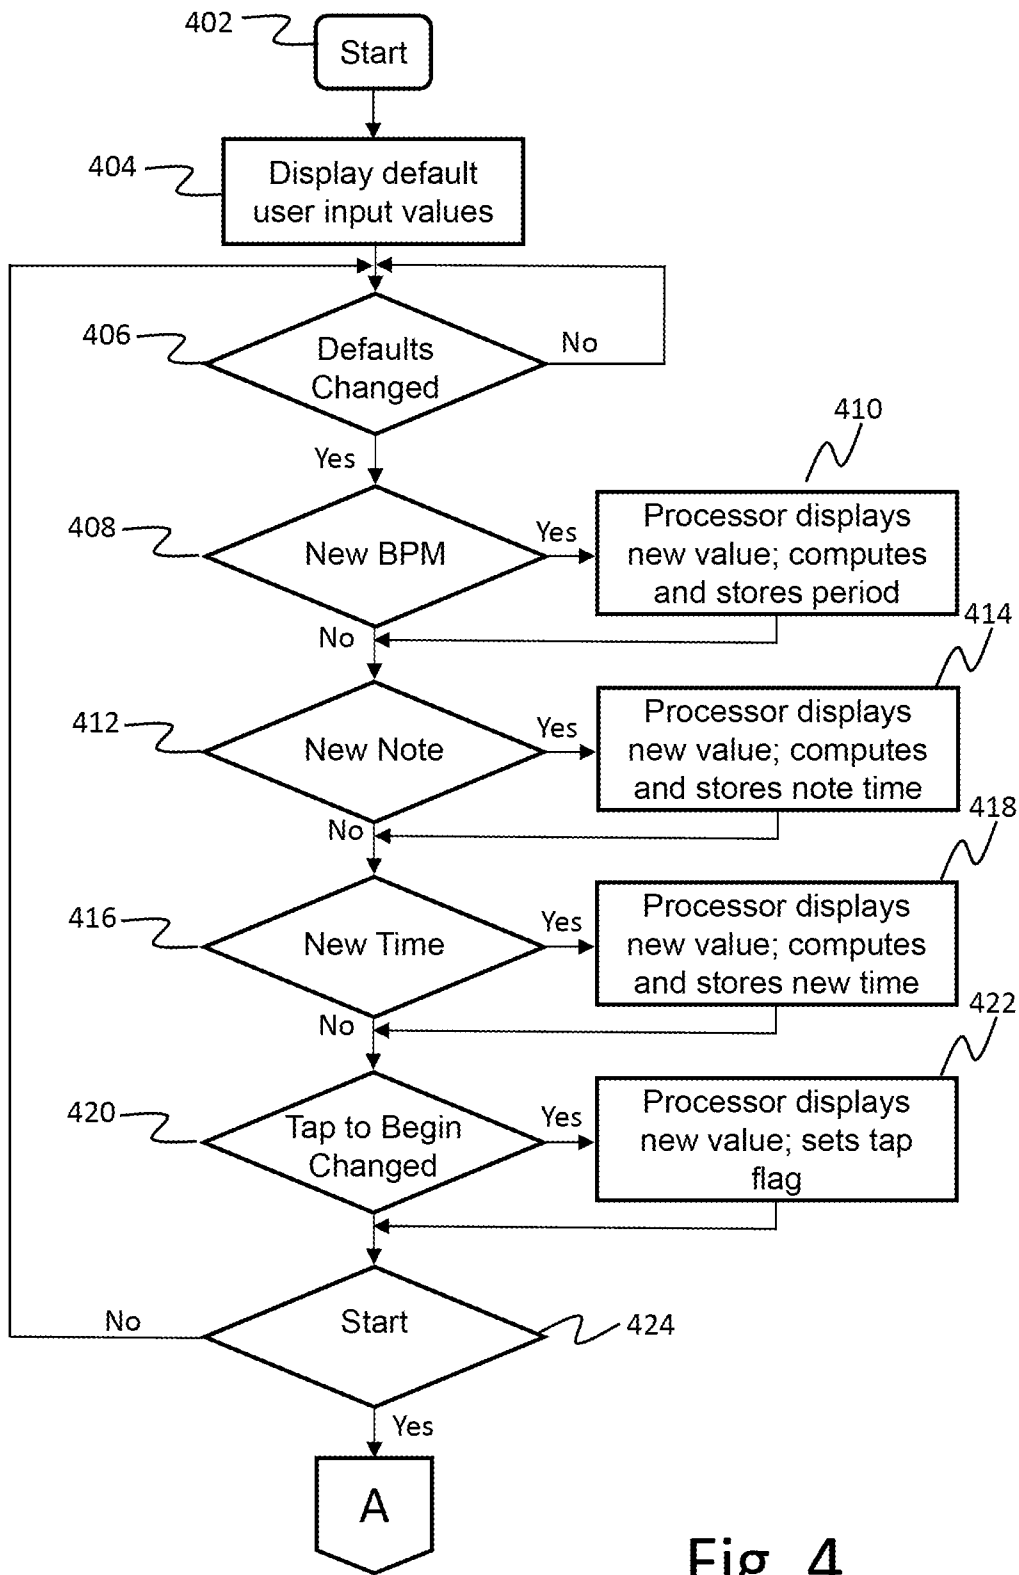 402
Start
404
Display default
user input values
406
Defaults
Changed
No
Yes
408
New BPM
Yes
410
Processor displays
new value; computes
and stores period
No
412
New Note
Yes
414
Processor displays
new value; computes
and stores note time
No
416
New Time
Yes
418
Processor displays
new value; computes
and stores new time
No
420
Tap to Begin
Changed
Yes
422
Processor displays
new value; sets tap
flag
Start
424
No
Yes
A
Fig. 4